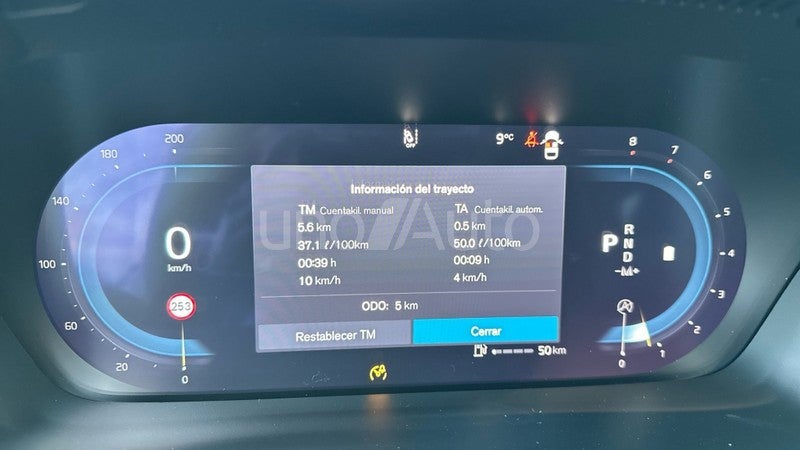 200
180
140
100
60
20
0
0
km/h
253
OFF
9°C
8
7
6
5
4
3
2
1
0
P
R
N
D
-M+
Información del trayecto
TM Cuentakil. manual
TA Cuentakil. autom.
5.6 km
0.5 km
37.1 ℓ/100km
50.0 ℓ/100km
00:39 h
00:09 h
10 km/h
4 km/h
ODO: 5 km
Restablecer TM
Cerrar
50 km
unoAuto